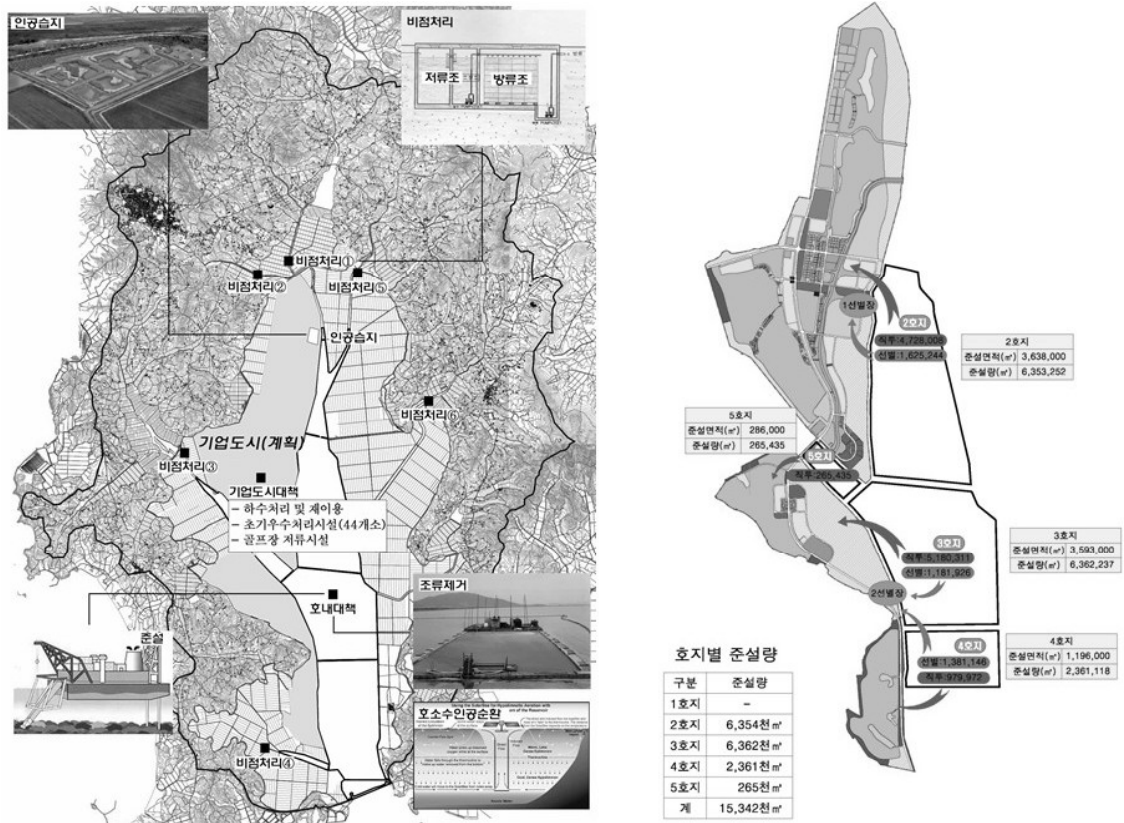 인공습지
비점처리
저류조
방류조
비점처리①
비점처리②
비점처리⑤
인공습지
비점처리⑥
기업도시(계획)
비점처리③
기업도시대책
– 하수처리 및 재이용
– 초기우수처리시설(44개소)
– 골프장 저류시설
호내대책
조류제거
준설
호소수인공순환
비점처리④
1선별장
2호지
직투:4,728,008
선별:1,625,244
2호지
준설면적(㎡) 3,638,000
준설량(㎥) 6,353,252
5호지
준설면적(㎡) 286,000
준설량(㎥) 265,435
5호지
직투:265,435
3호지
직투:5,180,311
선별:1,181,926
3호지
준설면적(㎡) 3,593,000
준설량(㎥) 6,362,237
2선별장
4호지
선별:1,381,146
직투:979,972
4호지
준설면적(㎡) 1,196,000
준설량(㎥) 2,361,118
호지별 준설량
구분 준설량
1호지 –
2호지 6,354천㎥
3호지 6,362천㎥
4호지 2,361천㎥
5호지 265천㎥
계 15,342천㎥